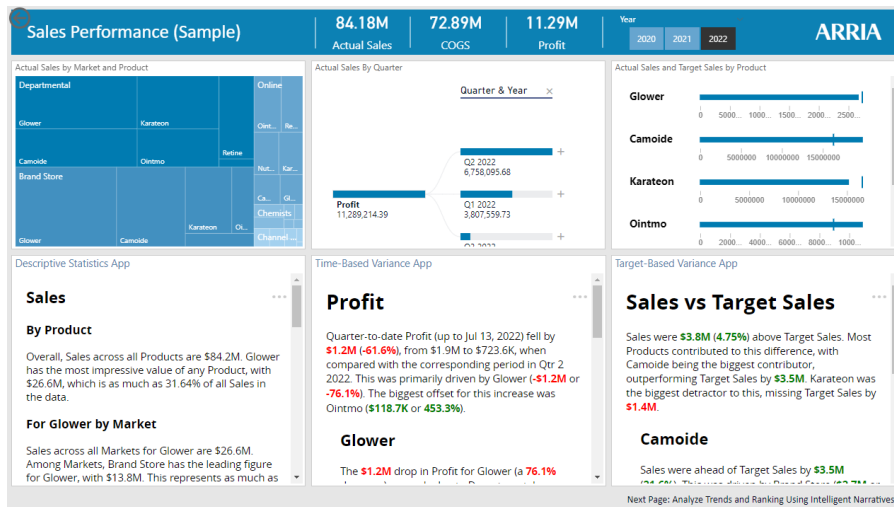 Sales Performance (Sample)
84.18M
Actual Sales
72.89M
COGS
11.29M
Profit
Year
2020
2021
2022
ARRIA
Actual Sales by Market and Product
Departmental
Glower
Karateon
Camoide
Ointmo
Retine
Online
Oint...
Re...
Nut...
Kar...
Ca...
Gl...
Brand Store
Glower
Camoide
Karateon
Oi...
Chemists
Channel ...
Actual Sales By Quarter
Quarter & Year
Profit
11,289,214.39
Q2 2022
6,758,095.68
Q1 2022
3,807,559.73
Actual Sales and Target Sales by Product
Glower
0 5000... 1000... 1500... 2000... 2500...
Camoide
0 5000000 10000000 15000000
Karateon
0 5000000 10000000 15000000
Ointmo
0 2000... 4000... 6000... 8000... 1000...
Descriptive Statistics App
Sales
By Product
Overall, Sales across all Products are $84.2M. Glower
has the most impressive value of any Product, with
$26.6M, which is as much as 31.64% of all Sales in
the data.
For Glower by Market
Sales across all Markets for Glower are $26.6M.
Among Markets, Brand Store has the leading figure
for Glower, with $13.8M. This represents as much as
Time-Based Variance App
Profit
Quarter-to-date Profit (up to Jul 13, 2022) fell by
$1.2M (-61.6%), from $1.9M to $723.6K, when
compared with the corresponding period in Qtr 2
2022. This was primarily driven by Glower (-$1.2M or
-76.1%). The biggest offset for this increase was
Ointmo ($118.7K or 453.3%).
Glower
The $1.2M drop in Profit for Glower (a 76.1%
Target-Based Variance App
Sales vs Target Sales
Sales were $3.8M (4.75%) above Target Sales. Most
Products contributed to this difference, with
Camoide being the biggest contributor,
outperforming Target Sales by $3.5M. Karateon was
the biggest detractor to this, missing Target Sales by
$1.4M.
Camoide
Sales were ahead of Target Sales by $3.5M
Next Page: Analyze Trends and Ranking Using Intelligent Narratives